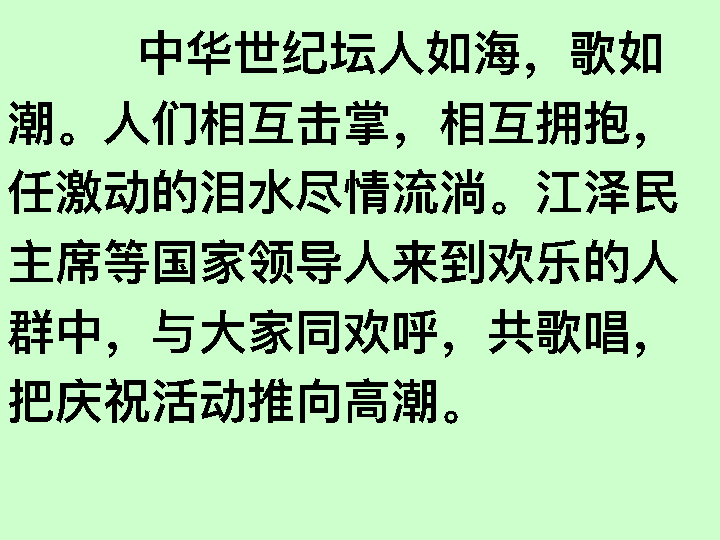 中华世纪坛人如海，歌如
潮。人们相互击掌，相互拥抱，
任激动的泪水尽情流淌。江泽民
主席等国家领导人来到欢乐的人
群中，与大家同欢呼，共歌唱，
把庆祝活动推向高潮。